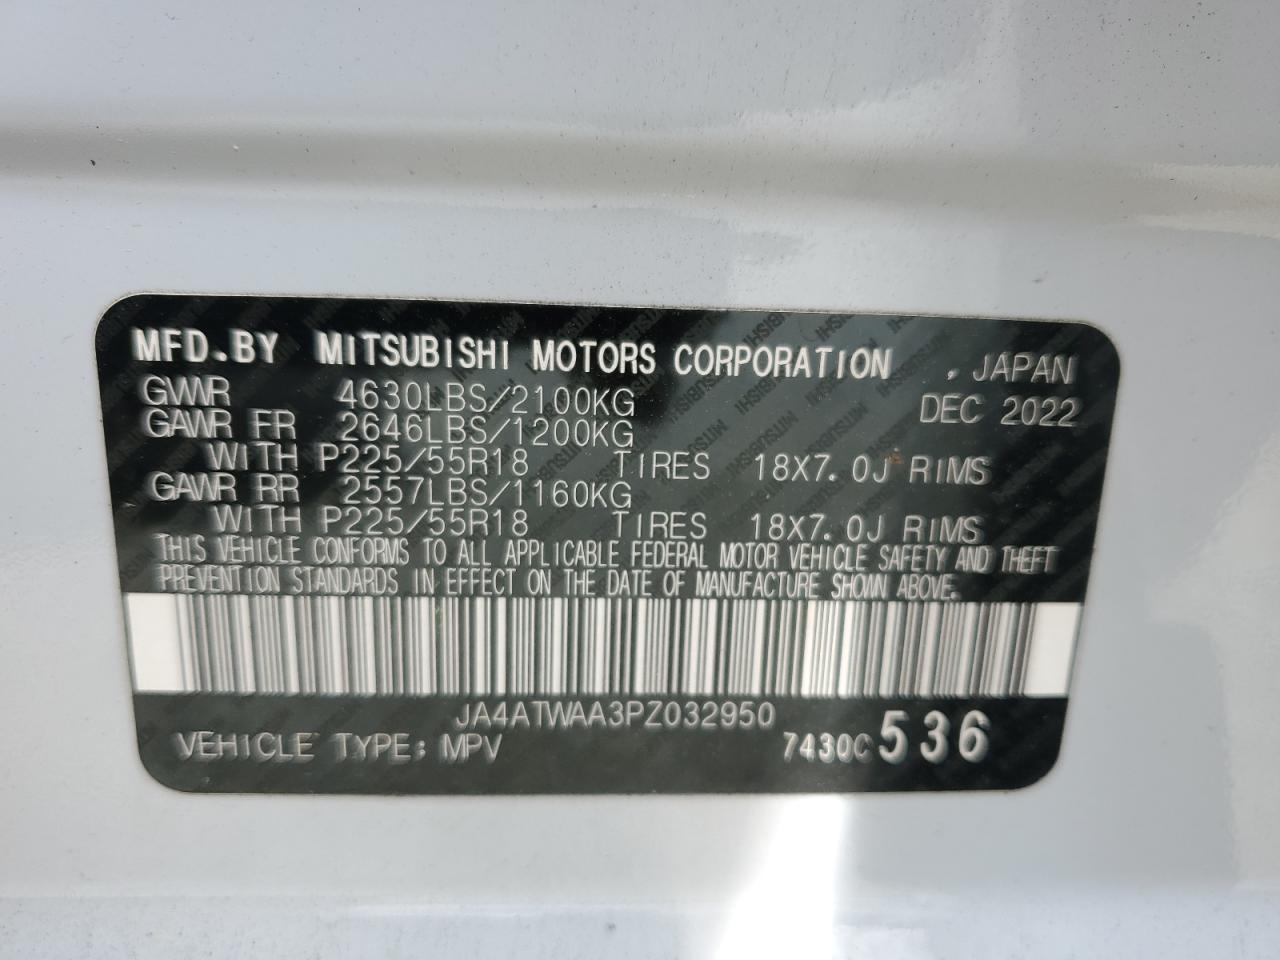 MFD.BY MITSUBISHI MOTORS CORPORATION , JAPAN
GVWR 4630LBS/2100KG DEC 2022
GAWR FR 2646LBS/1200KG
WITH P225/55R18 TIRES 18X7.0J RIMS
GAWR RR 2557LBS/1160KG
WITH P225/55R18 TIRES 18X7.0J RIMS
THIS VEHICLE CONFORMS TO ALL APPLICABLE FEDERAL MOTOR VEHICLE SAFETY AND THEFT
PREVENTION STANDARDS IN EFFECT ON THE DATE OF MANUFACTURE SHOWN ABOVE.
JA4ATWAA3PZ032950
VEHICLE TYPE: MPV 7430C 536